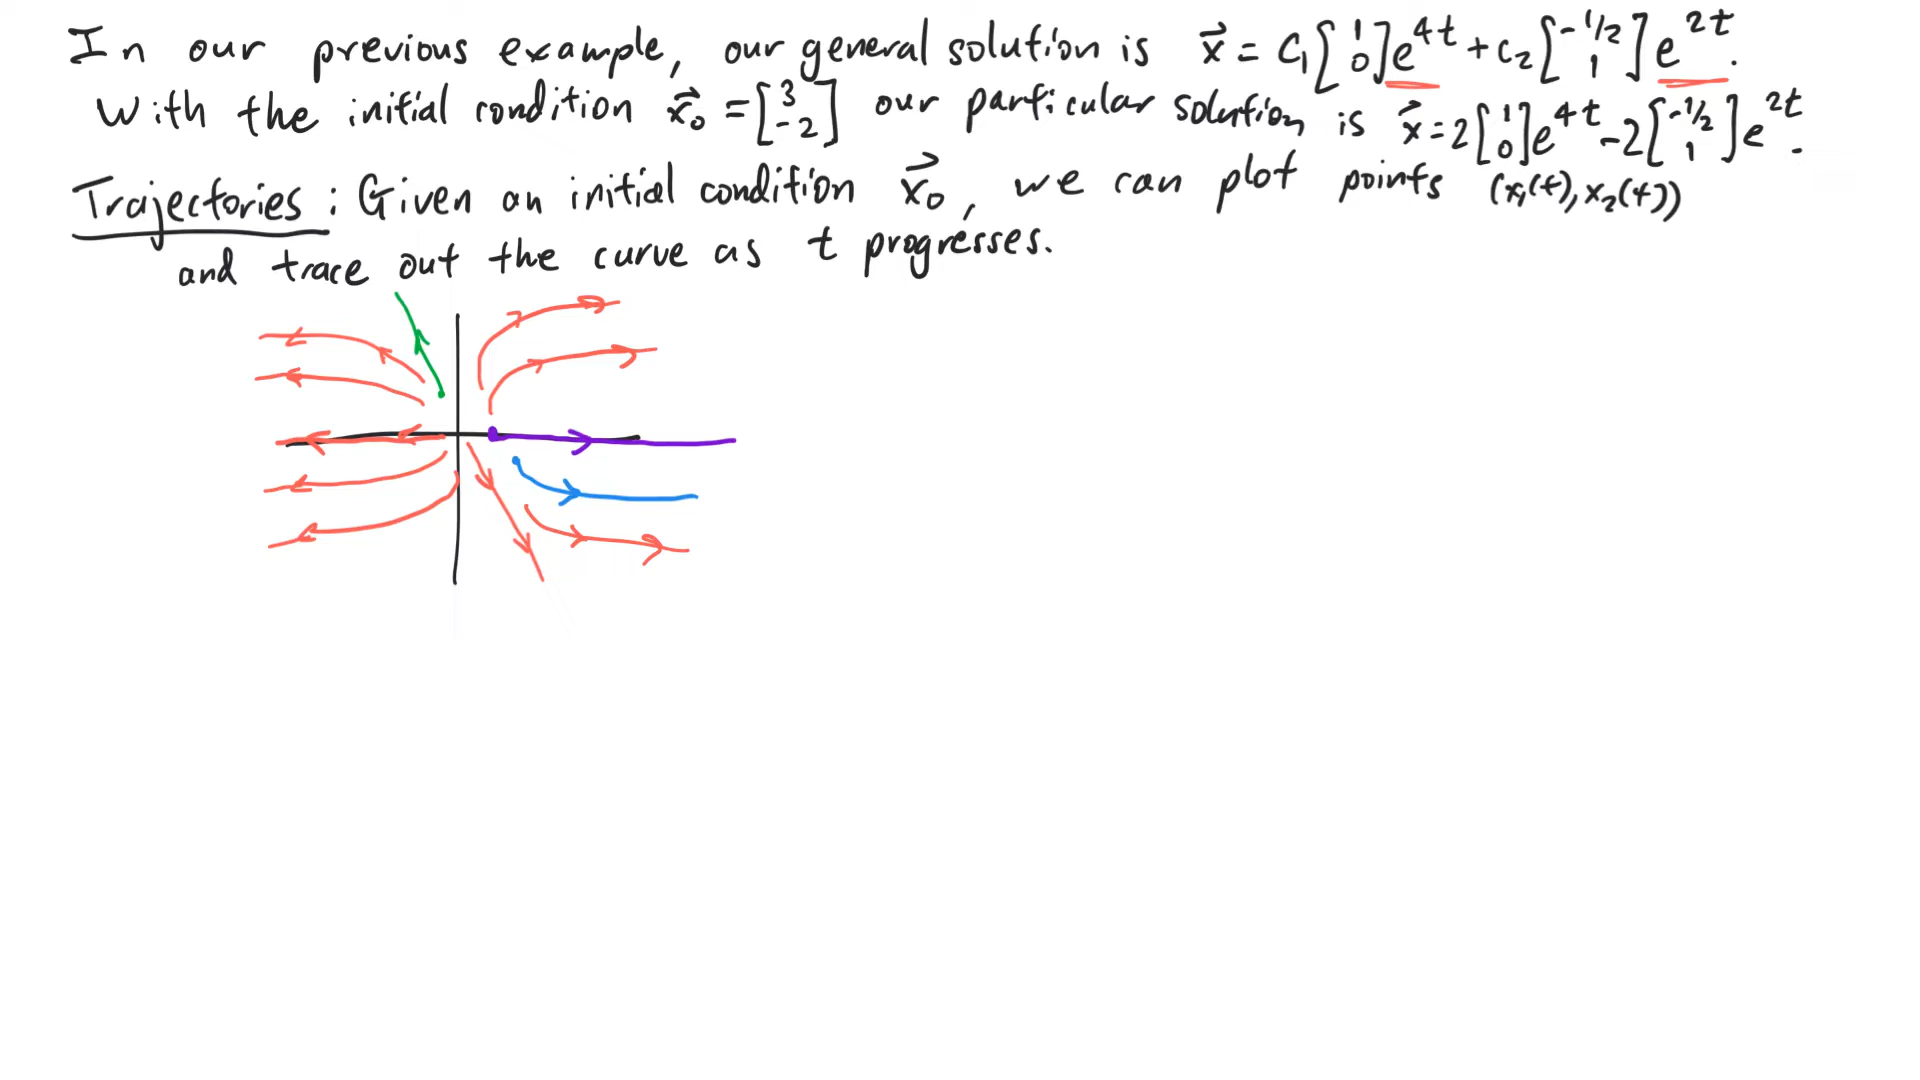 In our previous example, our general solution is x⃗ = C₁[1 0]e^{4t} + C₂[-1/2 1]e^{2t}.
With the initial condition x⃗₀ = [3 -2] our particular solution is x⃗ = 2[1 0]e^{4t} - 2[-1/2 1]e^{2t}.
Trajectories: Given an initial condition x⃗₀, we can plot points (x₁(t), x₂(t))
and trace out the curve as t progresses.